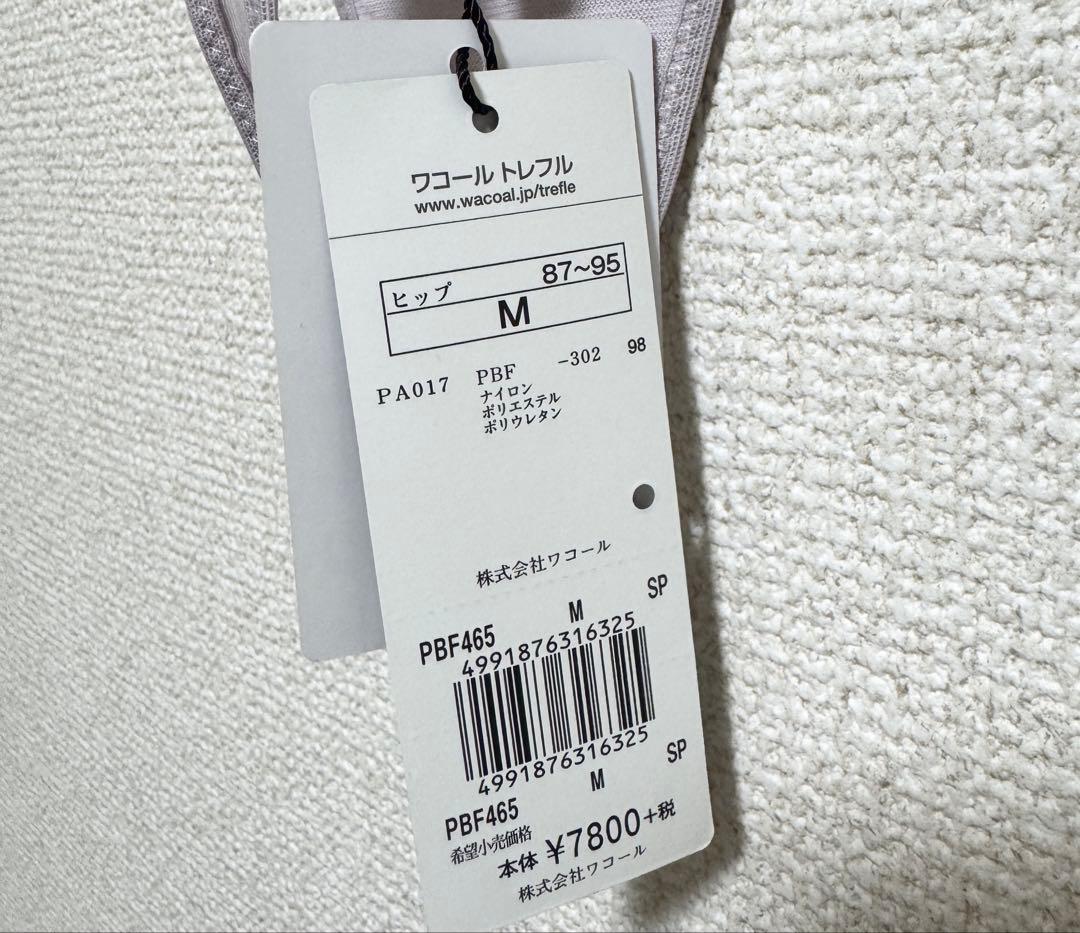 ワコール トレフル
www.wacoal.jp/trefle
ヒップ 87~95
M
PA017 PBF -302 98
ナイロン
ポリエステル
ポリウレタン
株式会社ワコール
PBF465 M SP
4991876316325
4991876316325
PBF465 M SP
希望小売価格
本体 ¥7800+税
株式会社ワコール